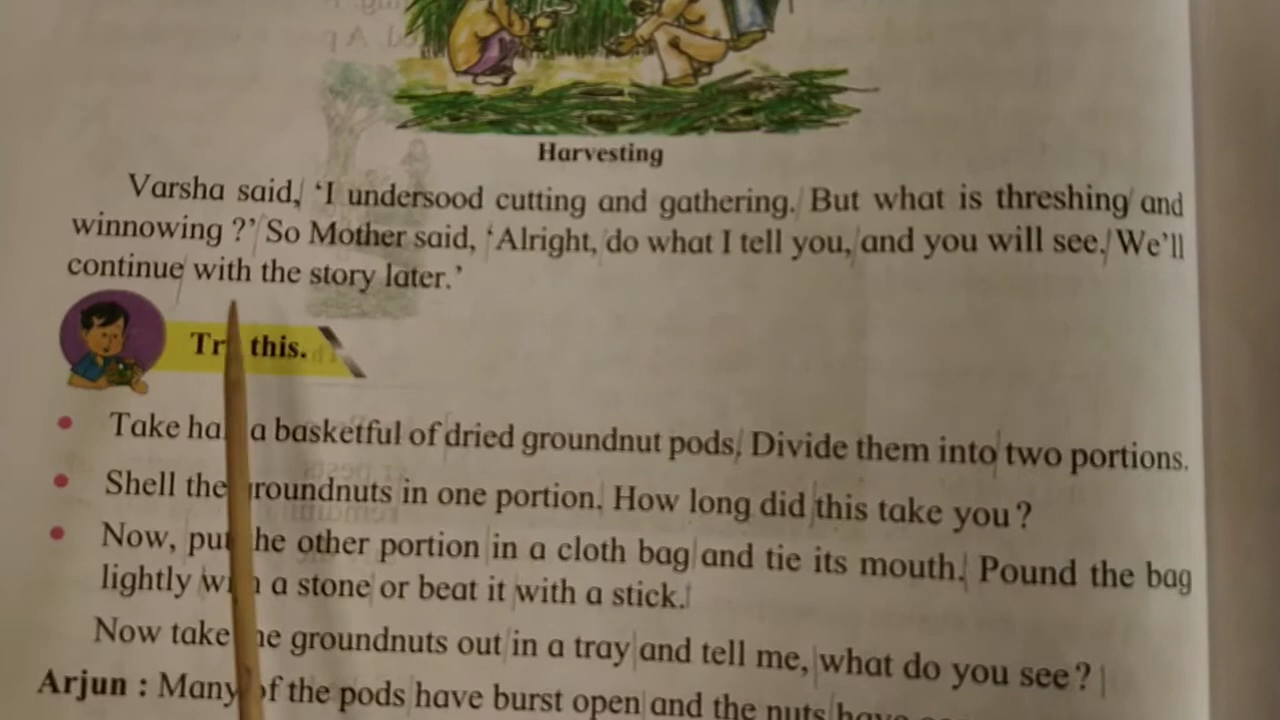 Harvesting
Varsha said, ‘I undersood cutting and gathering. But what is threshing and
winnowing ?’ So Mother said, ‘Alright, do what I tell you, and you will see. We’ll
continue with the story later.’
Try this.
• Take a basketful of dried groundnut pods. Divide them into two portions.
• Shell the groundnuts in one portion. How long did this take you ?
• Now, put the other portion in a cloth bag and tie its mouth. Pound the bag
lightly with a stone or beat it with a stick.
Now take the groundnuts out in a tray and tell me, what do you see ?
Arjun : Many of the pods have burst open and the nuts have